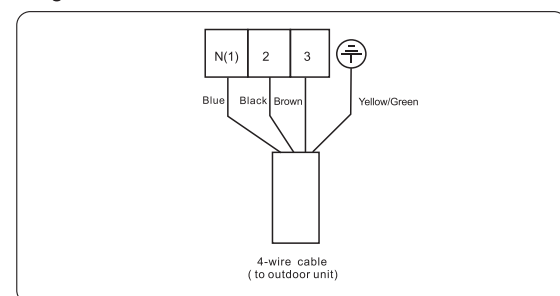 N(1) 2 3
Blue Black Brown Yellow/Green
4-wire cable
( to outdoor unit)